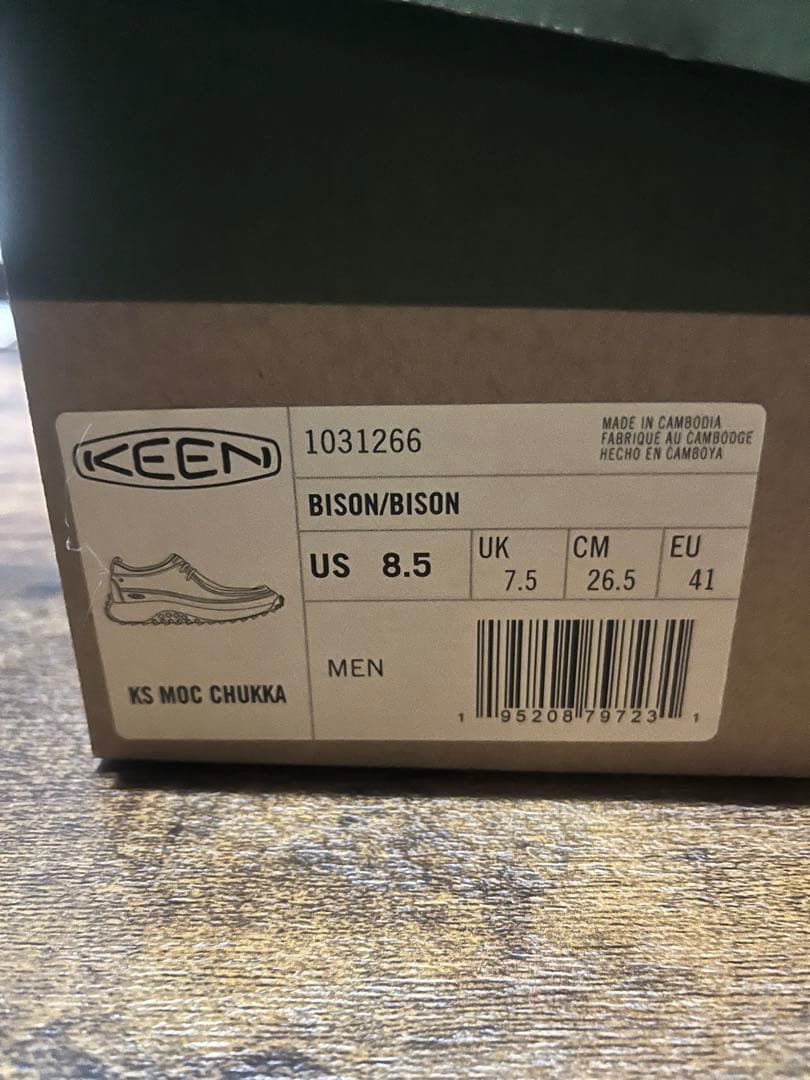 KEEN
1031266
MADE IN CAMBODIA
FABRIQUÉ AU CAMBODGE
HECHO EN CAMBOYA
BISON/BISON
US 8.5
UK 7.5
CM 26.5
EU 41
KS MOC CHUKKA
MEN
1 95208 79723 1